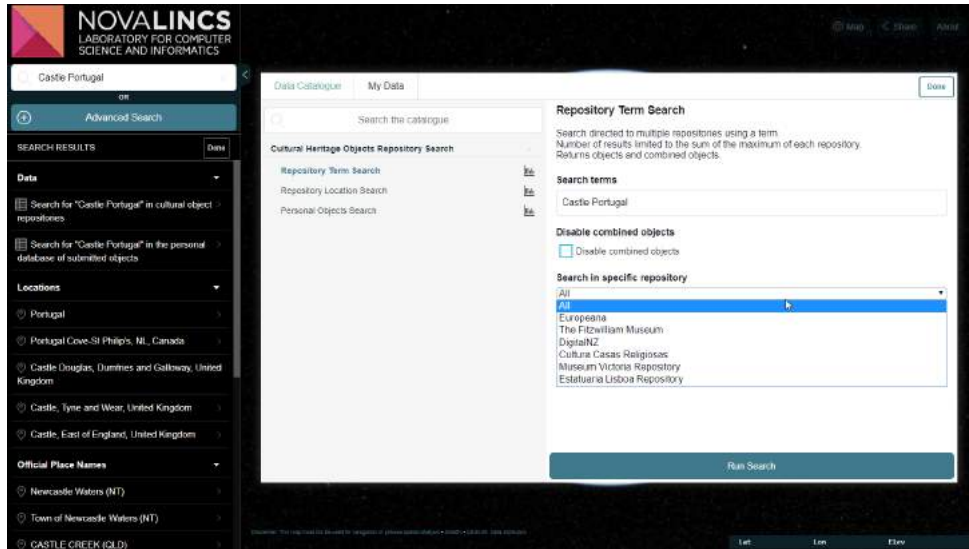 NOVALINCS
LABORATORY FOR COMPUTER
SCIENCE AND INFORMATICS
Map
Share
About
Castle Portugal
OR
Advanced Search
SEARCH RESULTS
Done
Data
Search for "Castle Portugal" in cultural object
repositories
Search for "Castle Portugal" in the personal
database of submitted objects
Locations
Portugal
Portugal Cove-St Philip's, NL, Canada
Castle Douglas, Dumfries and Galloway, United
Kingdom
Castle, Tyne and Wear, United Kingdom
Castle, East of England, United Kingdom
Official Place Names
Newcastle Waters (NT)
Town of Newcastle Waters (NT)
CASTLE CREEK (QLD)
Data Catalogue
My Data
Done
Search the catalogue
Cultural Heritage Objects Repository Search
Repository Term Search
Repository Location Search
Personal Objects Search
Repository Term Search
Search directed to multiple repositories using a term.
Number of results limited to the sum of the maximum of each repository.
Returns objects and combined objects.
Search terms
Castle Portugal
Disable combined objects
Disable combined objects
Search in specific repository
All
All
Europeana
The Fitzwilliam Museum
DigitalNZ
Cultura Casas Religiosas
Museum Victoria Repository
Estatuaria Lisboa Repository
Run Search
Lat
Lon
Elev